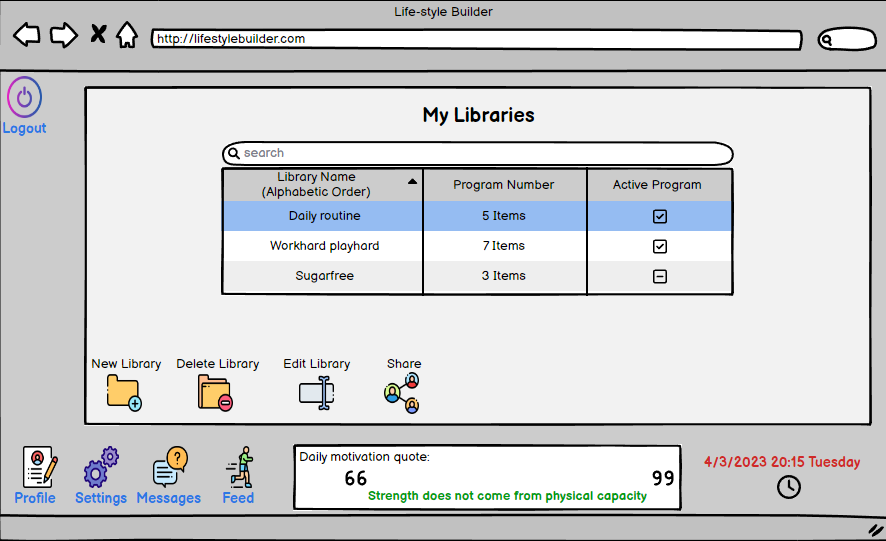 Life-style Builder
http://lifestylebuilder.com
Logout
My Libraries
search
Library Name
(Alphabetic Order)
Program Number
Active Program
Daily routine
5 Items
Workhard playhard
7 Items
Sugarfree
3 Items
New Library
Delete Library
Edit Library
Share
Profile
Settings
Messages
Feed
Daily motivation quote:
66
99
Strength does not come from physical capacity
4/3/2023 20:15 Tuesday